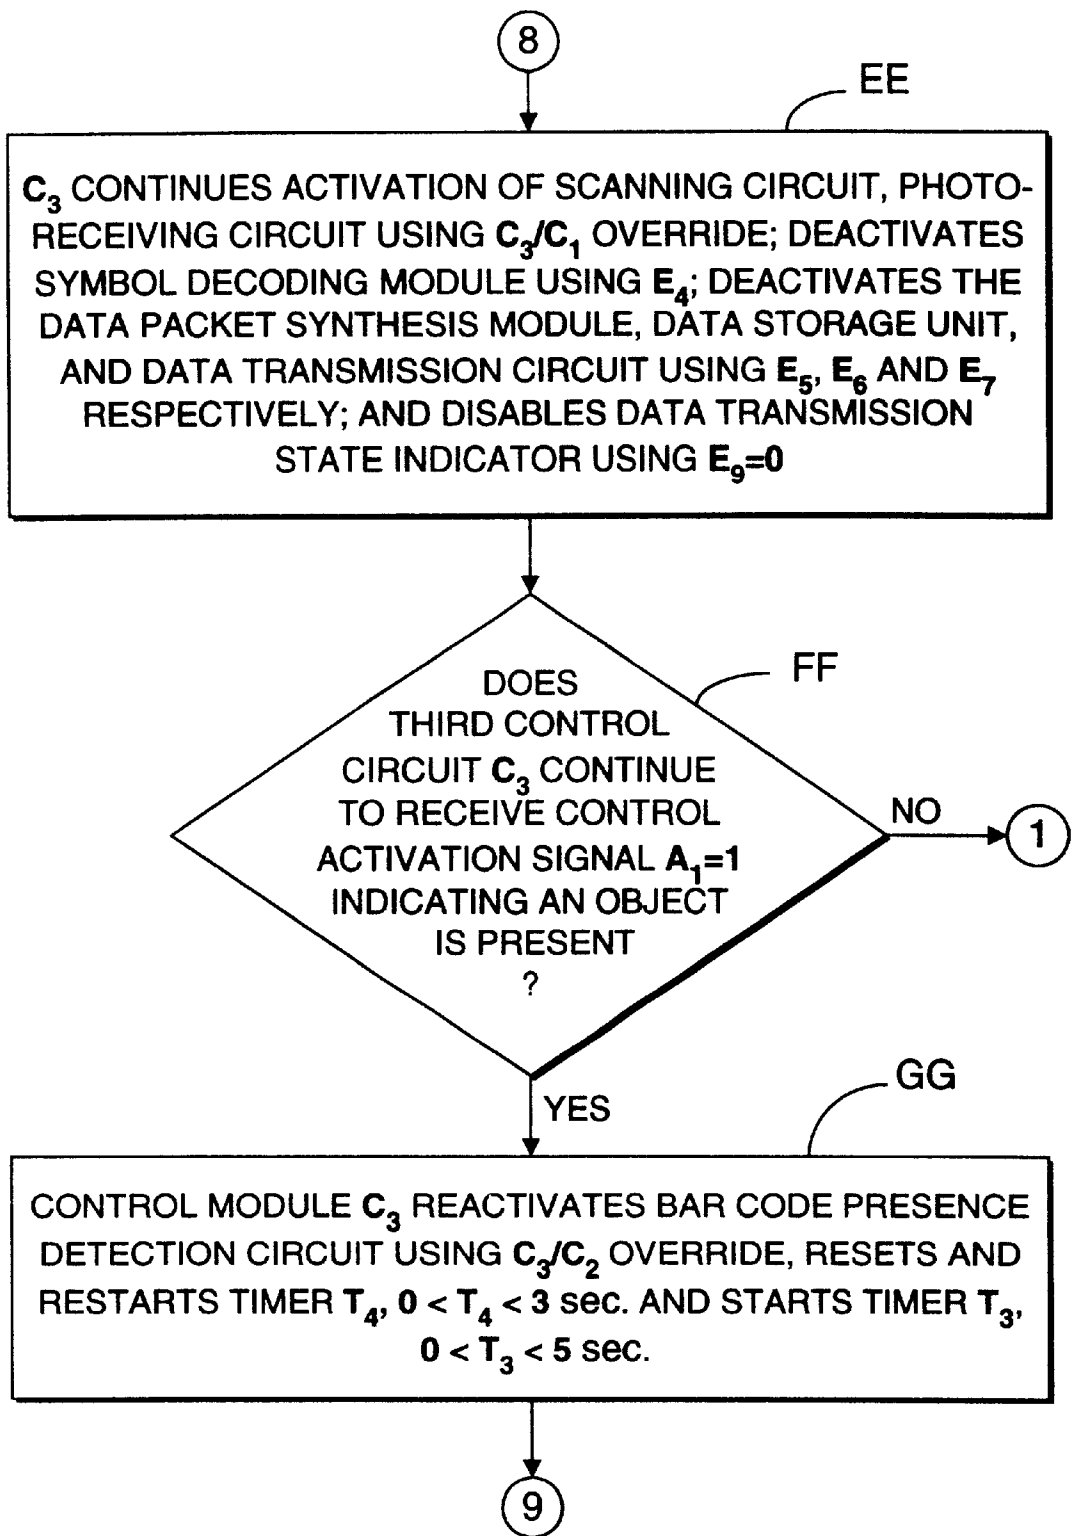 8
EE
C3 CONTINUES ACTIVATION OF SCANNING CIRCUIT, PHOTO-
RECEIVING CIRCUIT USING C3/C1 OVERRIDE; DEACTIVATES
SYMBOL DECODING MODULE USING E4; DEACTIVATES THE
DATA PACKET SYNTHESIS MODULE, DATA STORAGE UNIT,
AND DATA TRANSMISSION CIRCUIT USING E5, E6 AND E7
RESPECTIVELY; AND DISABLES DATA TRANSMISSION
STATE INDICATOR USING E9=0
FF
DOES
THIRD CONTROL
CIRCUIT C3 CONTINUE
TO RECEIVE CONTROL
ACTIVATION SIGNAL A1=1
INDICATING AN OBJECT
IS PRESENT
?
NO
1
YES
GG
CONTROL MODULE C3 REACTIVATES BAR CODE PRESENCE
DETECTION CIRCUIT USING C3/C2 OVERRIDE, RESETS AND
RESTARTS TIMER T4, 0 < T4 < 3 sec. AND STARTS TIMER T3,
0 < T3 < 5 sec.
9